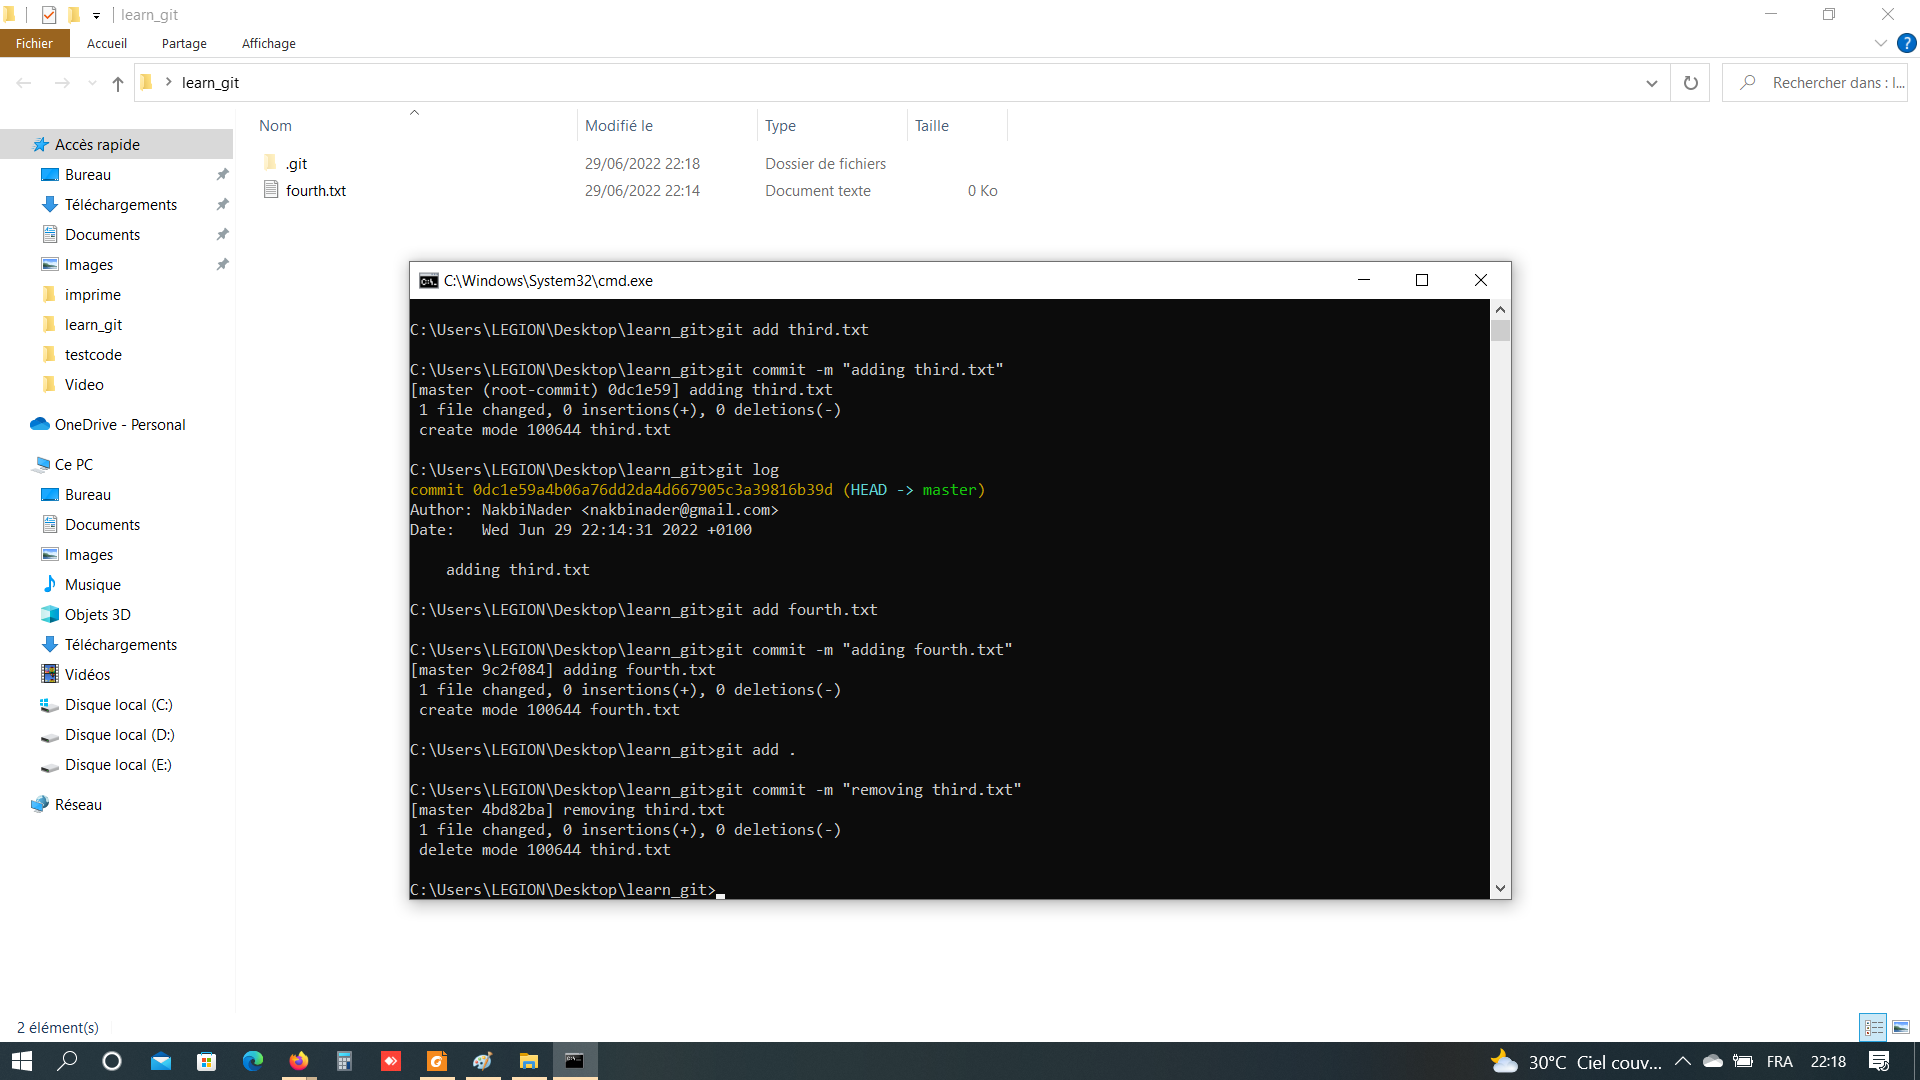 learn_git
Fichier Accueil Partage Affichage
learn_git
Rechercher dans : l...
Nom Modifié le Type Taille
.git 29/06/2022 22:18 Dossier de fichiers
fourth.txt 29/06/2022 22:14 Document texte 0 Ko
Accès rapide
Bureau
Téléchargements
Documents
Images
imprime
learn_git
testcode
Video
OneDrive - Personal
Ce PC
Bureau
Documents
Images
Musique
Objets 3D
Téléchargements
Vidéos
Disque local (C:)
Disque local (D:)
Disque local (E:)
Réseau
C:\Windows\System32\cmd.exe
C:\Users\LEGION\Desktop\learn_git>git add third.txt
C:\Users\LEGION\Desktop\learn_git>git commit -m "adding third.txt"
[master (root-commit) 0dc1e59] adding third.txt
1 file changed, 0 insertions(+), 0 deletions(-)
create mode 100644 third.txt
C:\Users\LEGION\Desktop\learn_git>git log
commit 0dc1e59a4b06a76dd2da4d667905c3a39816b39d (HEAD -> master)
Author: NakbiNader <nakbinader@gmail.com>
Date:   Wed Jun 29 22:14:31 2022 +0100
adding third.txt
C:\Users\LEGION\Desktop\learn_git>git add fourth.txt
C:\Users\LEGION\Desktop\learn_git>git commit -m "adding fourth.txt"
[master 9c2f084] adding fourth.txt
1 file changed, 0 insertions(+), 0 deletions(-)
create mode 100644 fourth.txt
C:\Users\LEGION\Desktop\learn_git>git add .
C:\Users\LEGION\Desktop\learn_git>git commit -m "removing third.txt"
[master 4bd82ba] removing third.txt
1 file changed, 0 insertions(+), 0 deletions(-)
delete mode 100644 third.txt
C:\Users\LEGION\Desktop\learn_git>
2 élément(s)
30°C Ciel couv... FRA 22:18